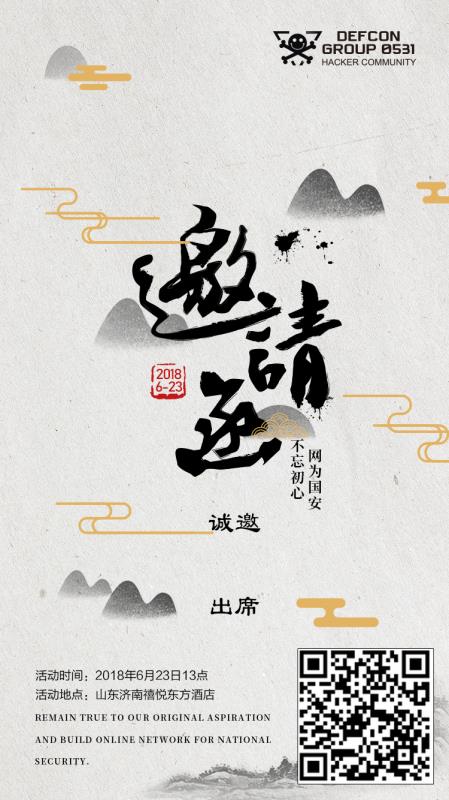 DEFCON
GROUP 0531
HACKER COMMUNITY
邀请函
2018
6-23
网为国安
不忘初心
诚邀
出席
活动时间：2018年6月23日13点
活动地点：山东济南禧悦东方酒店
REMAIN TRUE TO OUR ORIGINAL ASPIRATION
AND BUILD ONLINE NETWORK FOR NATIONAL
SECURITY.